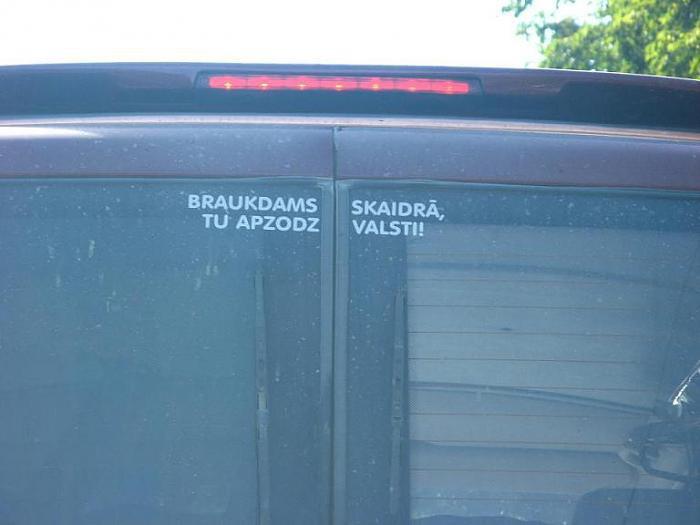 BRAUKDAMS SKAIDRĀ,
TU APZODZ VALSTI!